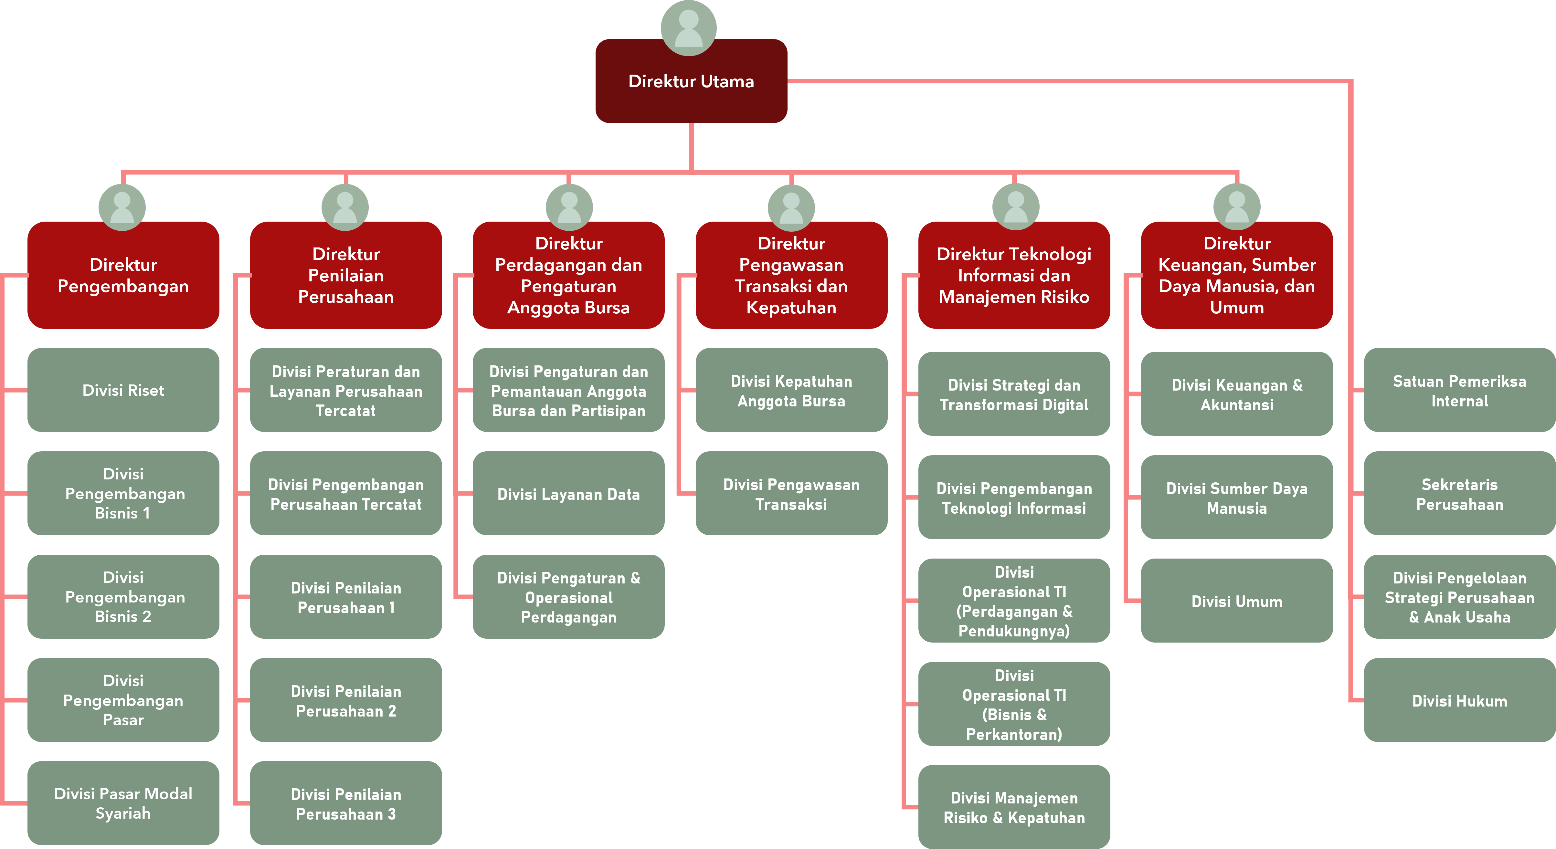 Direktur Utama
Direktur
Pengembangan
Direktur
Penilaian
Perusahaan
Direktur
Perdagangan dan
Pengaturan
Anggota Bursa
Direktur
Pengawasan
Transaksi dan
Kepatuhan
Direktur Teknologi
Informasi dan
Manajemen Risiko
Direktur
Keuangan, Sumber
Daya Manusia, dan
Umum
Divisi Riset
Divisi
Pengembangan
Bisnis 1
Divisi
Pengembangan
Bisnis 2
Divisi
Pengembangan
Pasar
Divisi Pasar Modal
Syariah
Divisi Peraturan dan
Layanan Perusahaan
Tercatat
Divisi Pengembangan
Perusahaan Tercatat
Divisi Penilaian
Perusahaan 1
Divisi Penilaian
Perusahaan 2
Divisi Penilaian
Perusahaan 3
Divisi Pengaturan dan
Pemantauan Anggota
Bursa dan Partisipan
Divisi Layanan Data
Divisi Pengaturan &
Operasional
Perdagangan
Divisi Kepatuhan
Anggota Bursa
Divisi Pengawasan
Transaksi
Divisi Strategi dan
Transformasi Digital
Divisi Pengembangan
Teknologi Informasi
Divisi
Operasional TI
(Perdagangan &
Pendukungnya)
Divisi
Operasional TI
(Bisnis &
Perkantoran)
Divisi Manajemen
Risiko & Kepatuhan
Divisi Keuangan &
Akuntansi
Divisi Sumber Daya
Manusia
Divisi Umum
Satuan Pemeriksa
Internal
Sekretaris
Perusahaan
Divisi Pengelolaan
Strategi Perusahaan
& Anak Usaha
Divisi Hukum